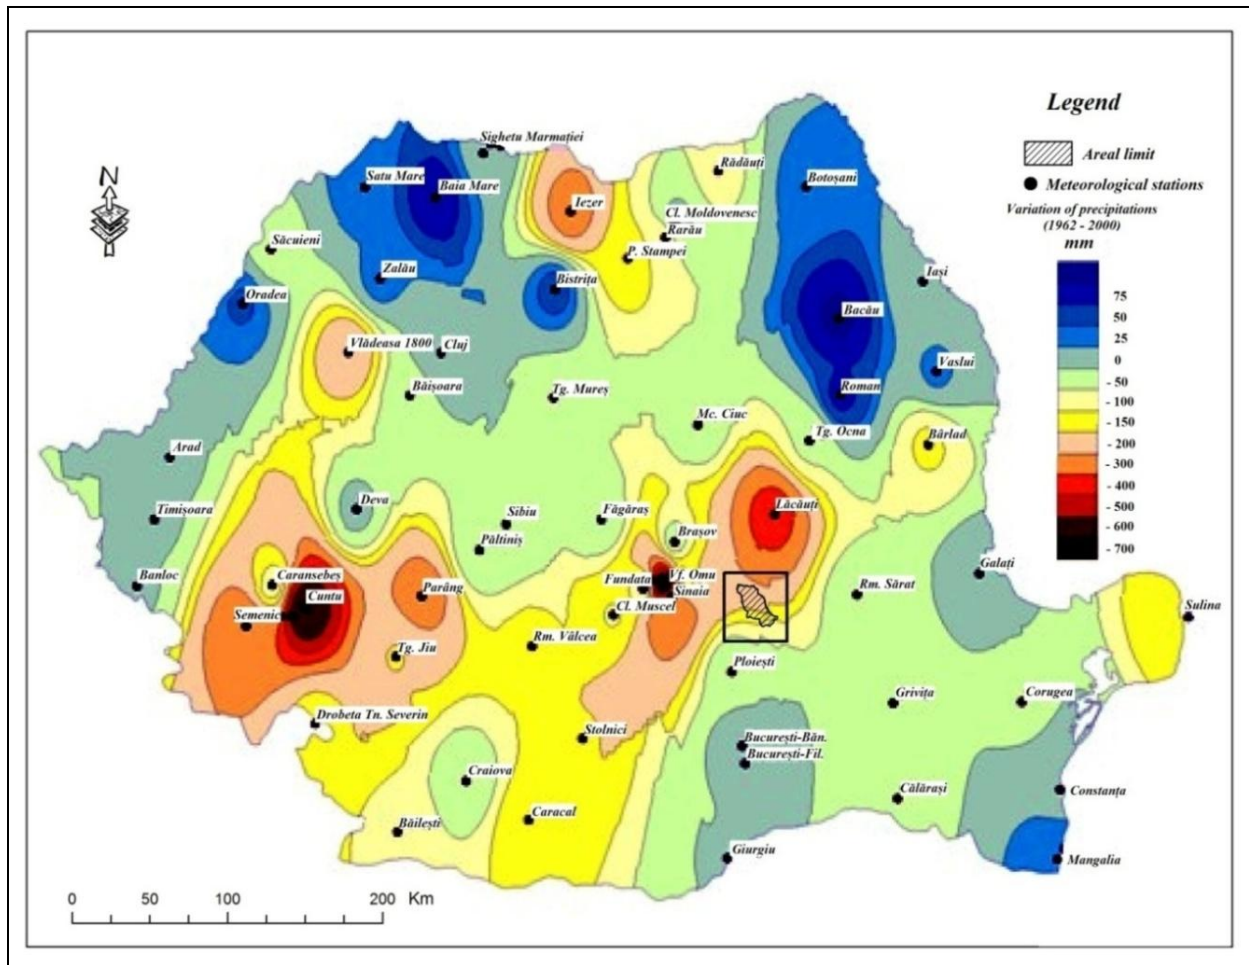 Legend
Areal limit
Meteorological stations
Variation of precipitations
(1962 - 2000)
mm
75
50
25
0
- 50
- 100
- 150
- 200
- 300
- 400
- 500
- 600
- 700
N
Sighetu Marmației
Satu Mare
Baia Mare
Iezer
Rădăuți
Botoșani
Cl. Moldovenesc
Rarău
P. Stampei
Săcuieni
Zalău
Bistrița
Iași
Oradea
Bacău
Vlădeasa 1800
Cluj
Vaslui
Băișoara
Tg. Mureș
Roman
Mc. Ciuc
Tg. Ocna
Bârlad
Arad
Deva
Timișoara
Sibiu
Făgăraș
Lăcăuți
Păltiniș
Brașov
Galați
Banloc
Caransebeș
Cuntu
Parâng
Fundata
Vf. Omu
Sinaia
Rm. Sărat
Semenic
Cl. Muscel
Sulina
Tg. Jiu
Rm. Vâlcea
Ploiești
Grivița
Corugea
Drobeta Tn. Severin
Stolnici
București-Băn.
București-Fil.
Craiova
Călărași
Constanța
Băilești
Caracal
Giurgiu
Mangalia
0 50 100 200 Km